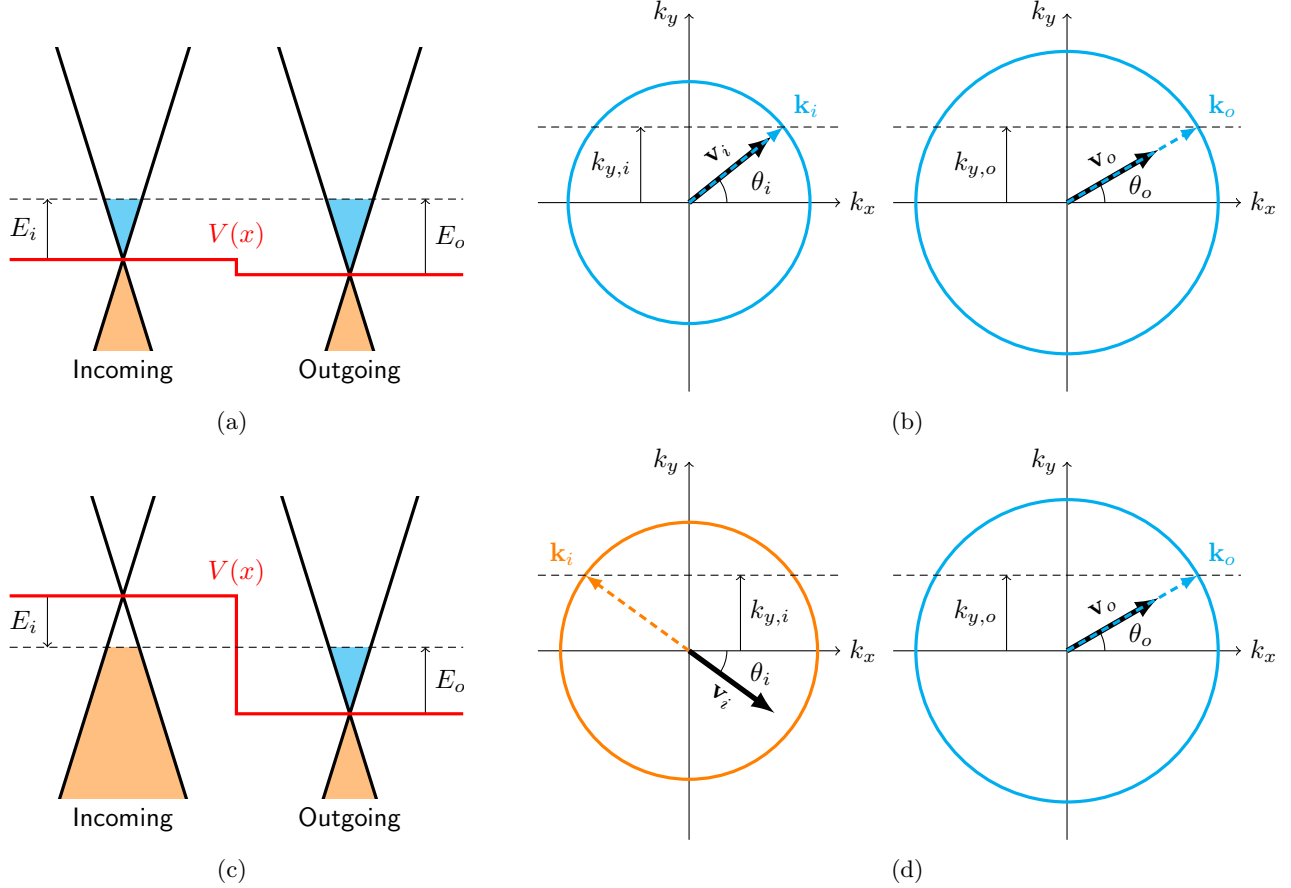 E_i
V(x)
E_o
Incoming
Outgoing
(a)
k_y
k_y
k_i
k_o
k_{y,i}
v_i
θ_i
k_x
k_{y,o}
v_o
θ_o
k_x
(b)
V(x)
E_i
E_o
Incoming
Outgoing
(c)
k_y
k_y
k_i
k_o
k_{y,i}
θ_i
v_i
k_x
k_{y,o}
v_o
θ_o
k_x
(d)